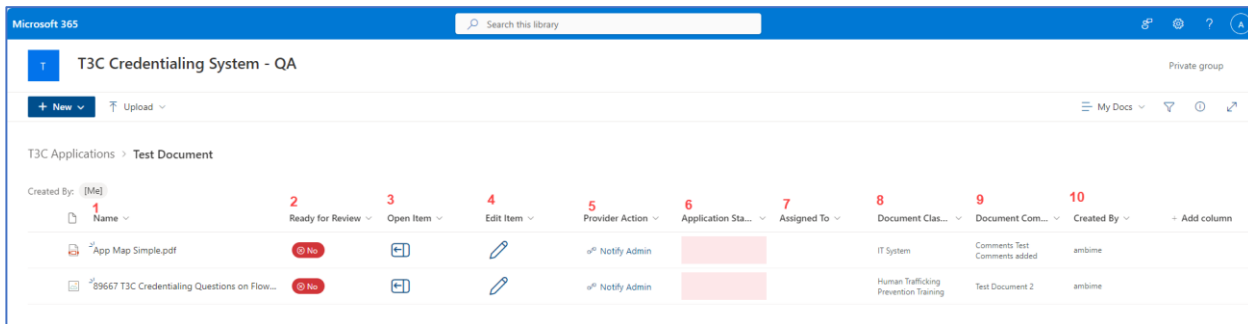 Microsoft 365
Search this library
?
A
T
T3C Credentialing System - QA
Private group
+ New
Upload
My Docs
T3C Applications > Test Document
Created By: [Me]
1 2 3 4 5 6 7 8 9 10
Name Ready for Review Open Item Edit Item Provider Action Application Sta... Assigned To Document Clas... Document Com... Created By + Add column
App Map Simple.pdf No Notify Admin IT System Comments Test ambime
Comments added
89667 T3C Credentialing Questions on Flow... No Notify Admin Human Trafficking Test Document 2 ambime
Prevention Training